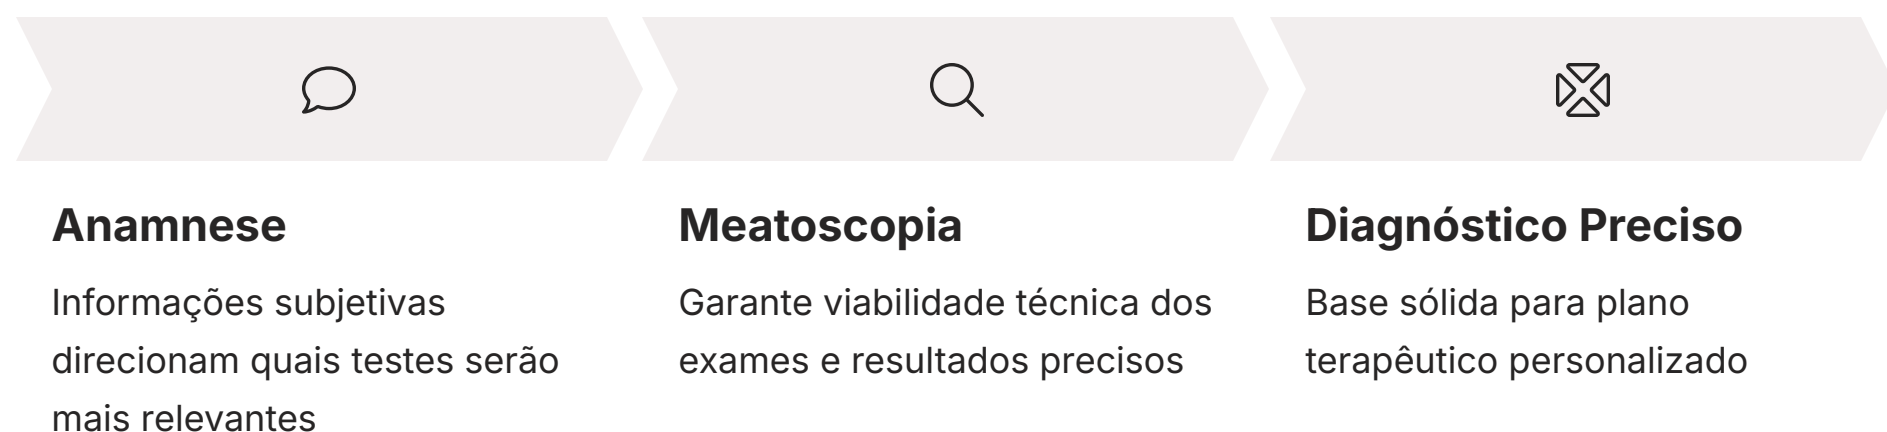 Anamnese
Informações subjetivas
direcionam quais testes serão
mais relevantes
Meatoscopia
Garante viabilidade técnica dos
exames e resultados precisos
Diagnóstico Preciso
Base sólida para plano
terapêutico personalizado